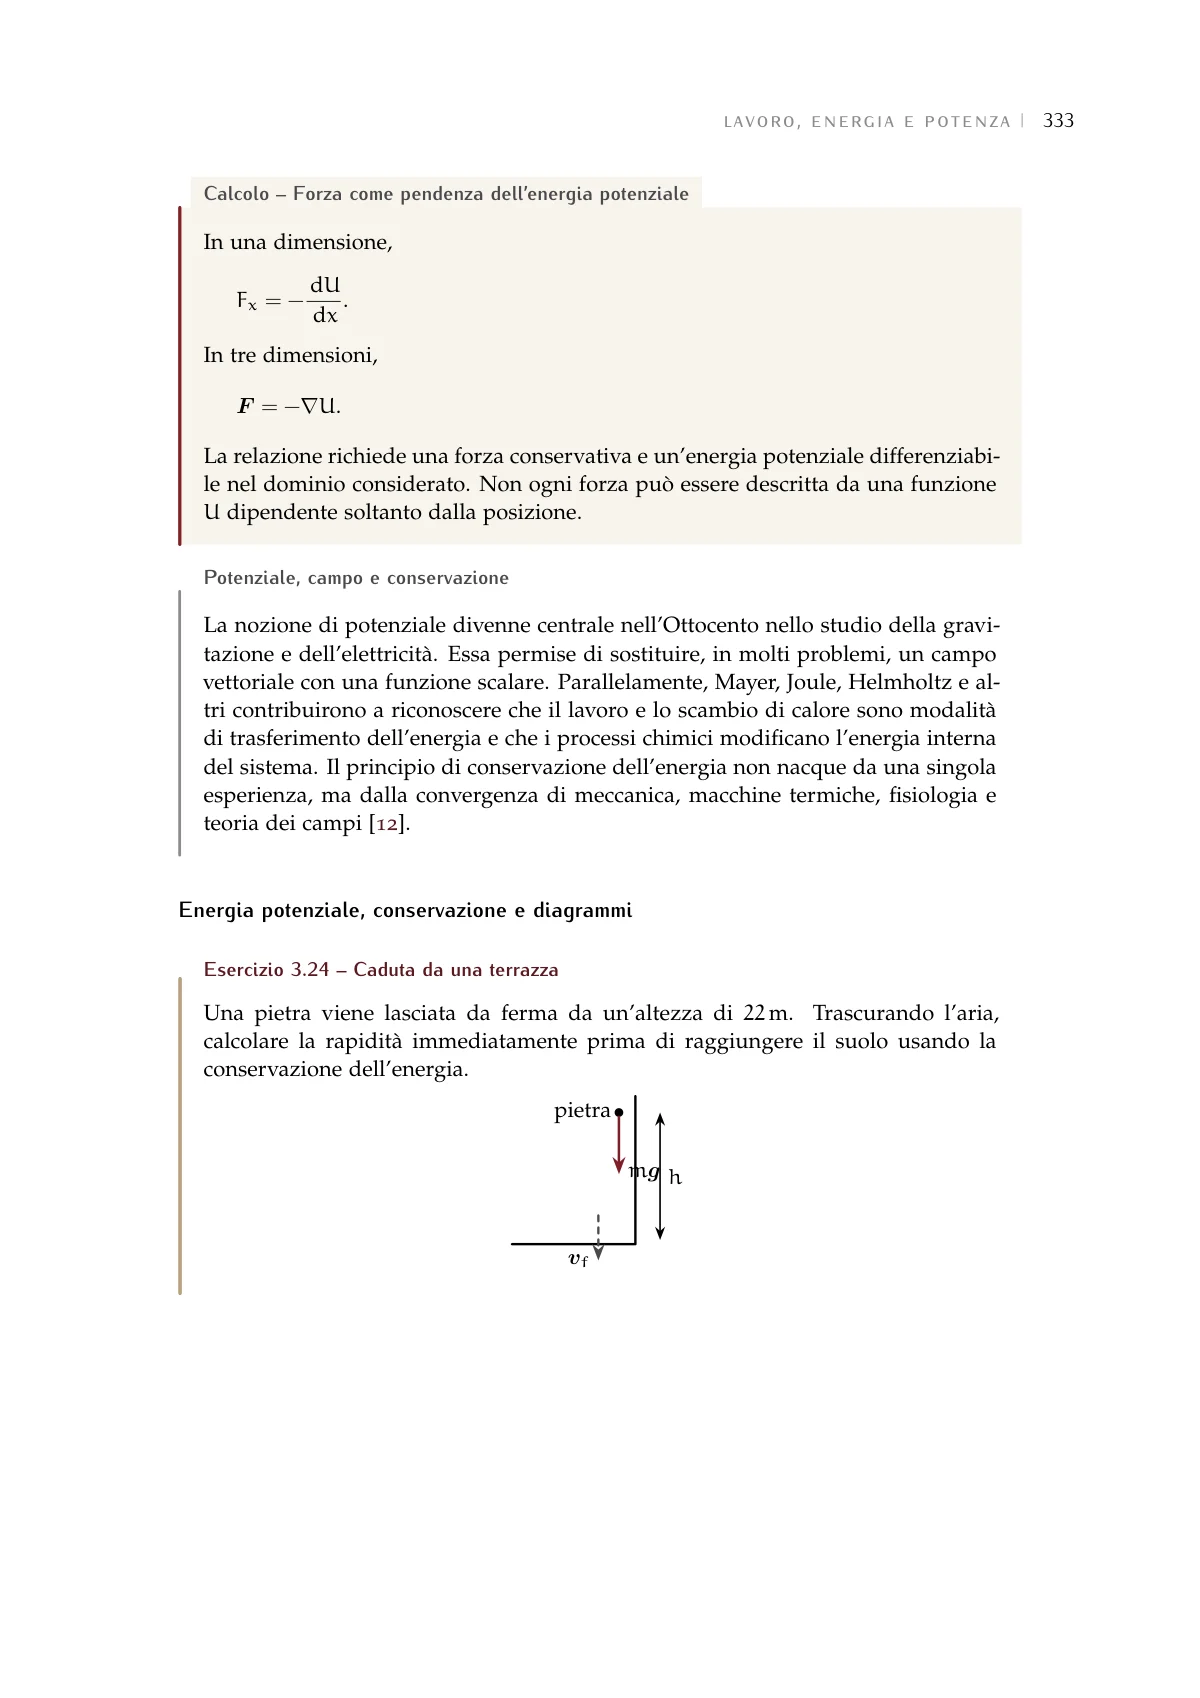 LAVORO, ENERGIA E POTENZA | 333
Calcolo – Forza come pendenza dell'energia potenziale
In una dimensione,
Fx = −dU/dx.
In tre dimensioni,
F = −∇U.
La relazione richiede una forza conservativa e un'energia potenziale differenziabi-
le nel dominio considerato. Non ogni forza può essere descritta da una funzione
U dipendente soltanto dalla posizione.
Potenziale, campo e conservazione
La nozione di potenziale divenne centrale nell'Ottocento nello studio della gravi-
tazione e dell'elettricità. Essa permise di sostituire, in molti problemi, un campo
vettoriale con una funzione scalare. Parallelamente, Mayer, Joule, Helmholtz e al-
tri contribuirono a riconoscere che il lavoro e lo scambio di calore sono modalità
di trasferimento dell'energia e che i processi chimici modificano l'energia interna
del sistema. Il principio di conservazione dell'energia non nacque da una singola
esperienza, ma dalla convergenza di meccanica, macchine termiche, fisiologia e
teoria dei campi [12].
Energia potenziale, conservazione e diagrammi
Esercizio 3.24 – Caduta da una terrazza
Una pietra viene lasciata da ferma da un'altezza di 22 m. Trascurando l'aria,
calcolare la rapidità immediatamente prima di raggiungere il suolo usando la
conservazione dell'energia.
pietra
mg h
vf